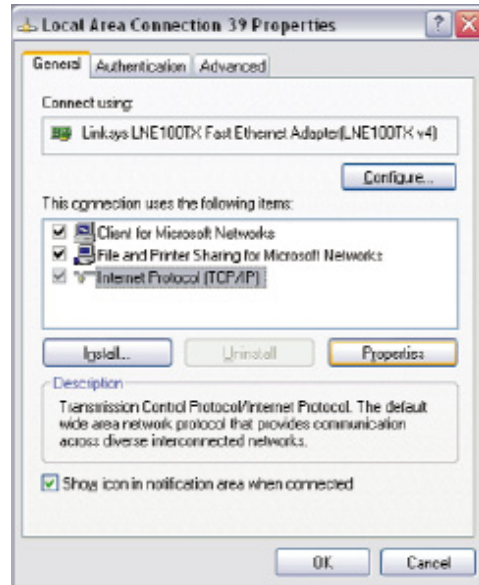 Local Area Connection 39 Properties
General Authentication Advanced
Connect using:
Linksys LNE100TX Fast Ethernet Adapter(LNE100TX v4)
Configure...
This connection uses the following items:
Client for Microsoft Networks
File and Printer Sharing for Microsoft Networks
Internet Protocol (TCP/IP)
Install... Uninstall Properties
Description
Transmission Control Protocol/Internet Protocol. The default
wide area network protocol that provides communication
across diverse interconnected networks.
Show icon in notification area when connected
OK Cancel